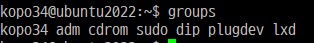 kopo34@ubuntu2022:~$ groups
kopo34 adm cdrom sudo dip plugdev lxd